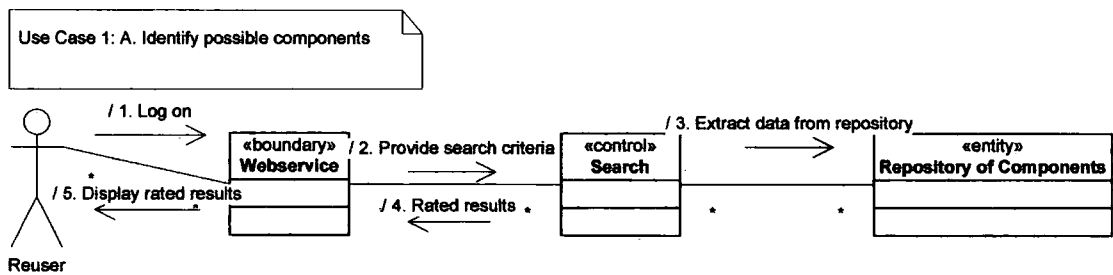 Use Case 1: A. Identify possible components
/ 1. Log on
/ 3. Extract data from repository
«boundary»
Webservice
/ 2. Provide search criteria
«control»
Search
«entity»
Repository of Components
*
/ 5. Display rated results
*
/ 4. Rated results
*
*
*
Reuser